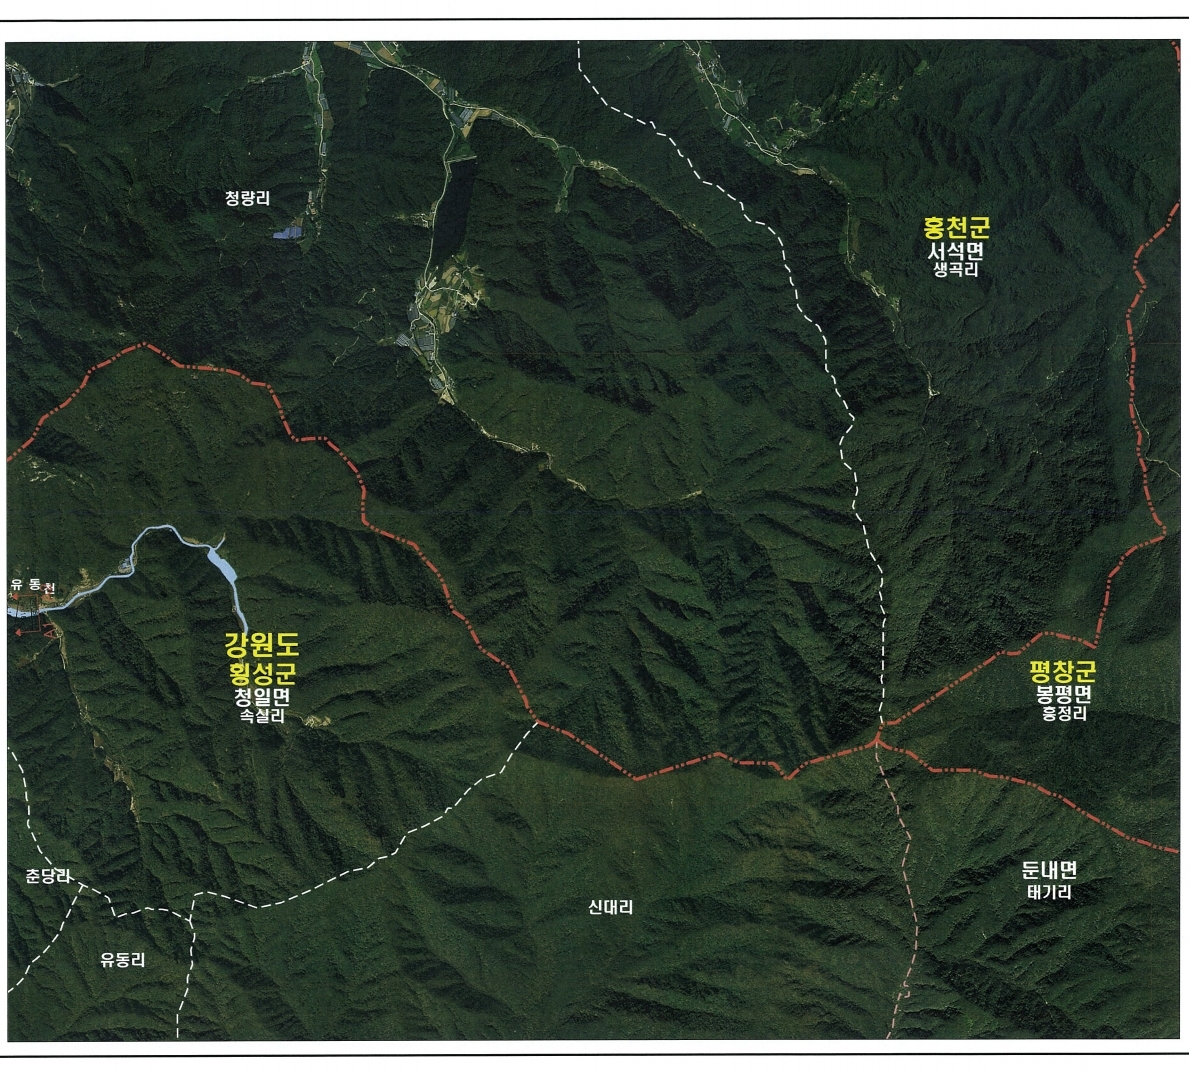 청량리
홍천군
서석면
생곡리
유동천
강원도
횡성군
청일면
속실리
평창군
봉평면
흥정리
춘당리
유동리
신대리
둔내면
태기리